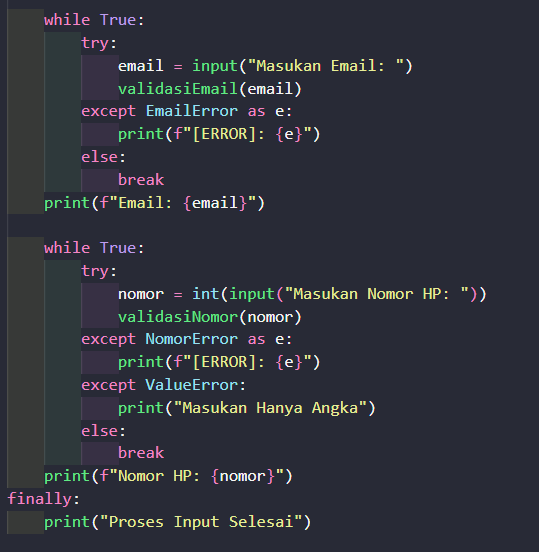 while True:
try:
email = input("Masukan Email: ")
validasiEmail(email)
except EmailError as e:
print(f"[ERROR]: {e}")
else:
break
print(f"Email: {email}")
while True:
try:
nomor = int(input("Masukan Nomor HP: "))
validasiNomor(nomor)
except NomorError as e:
print(f"[ERROR]: {e}")
except ValueError:
print("Masukan Hanya Angka")
else:
break
print(f"Nomor HP: {nomor}")
finally:
print("Proses Input Selesai")